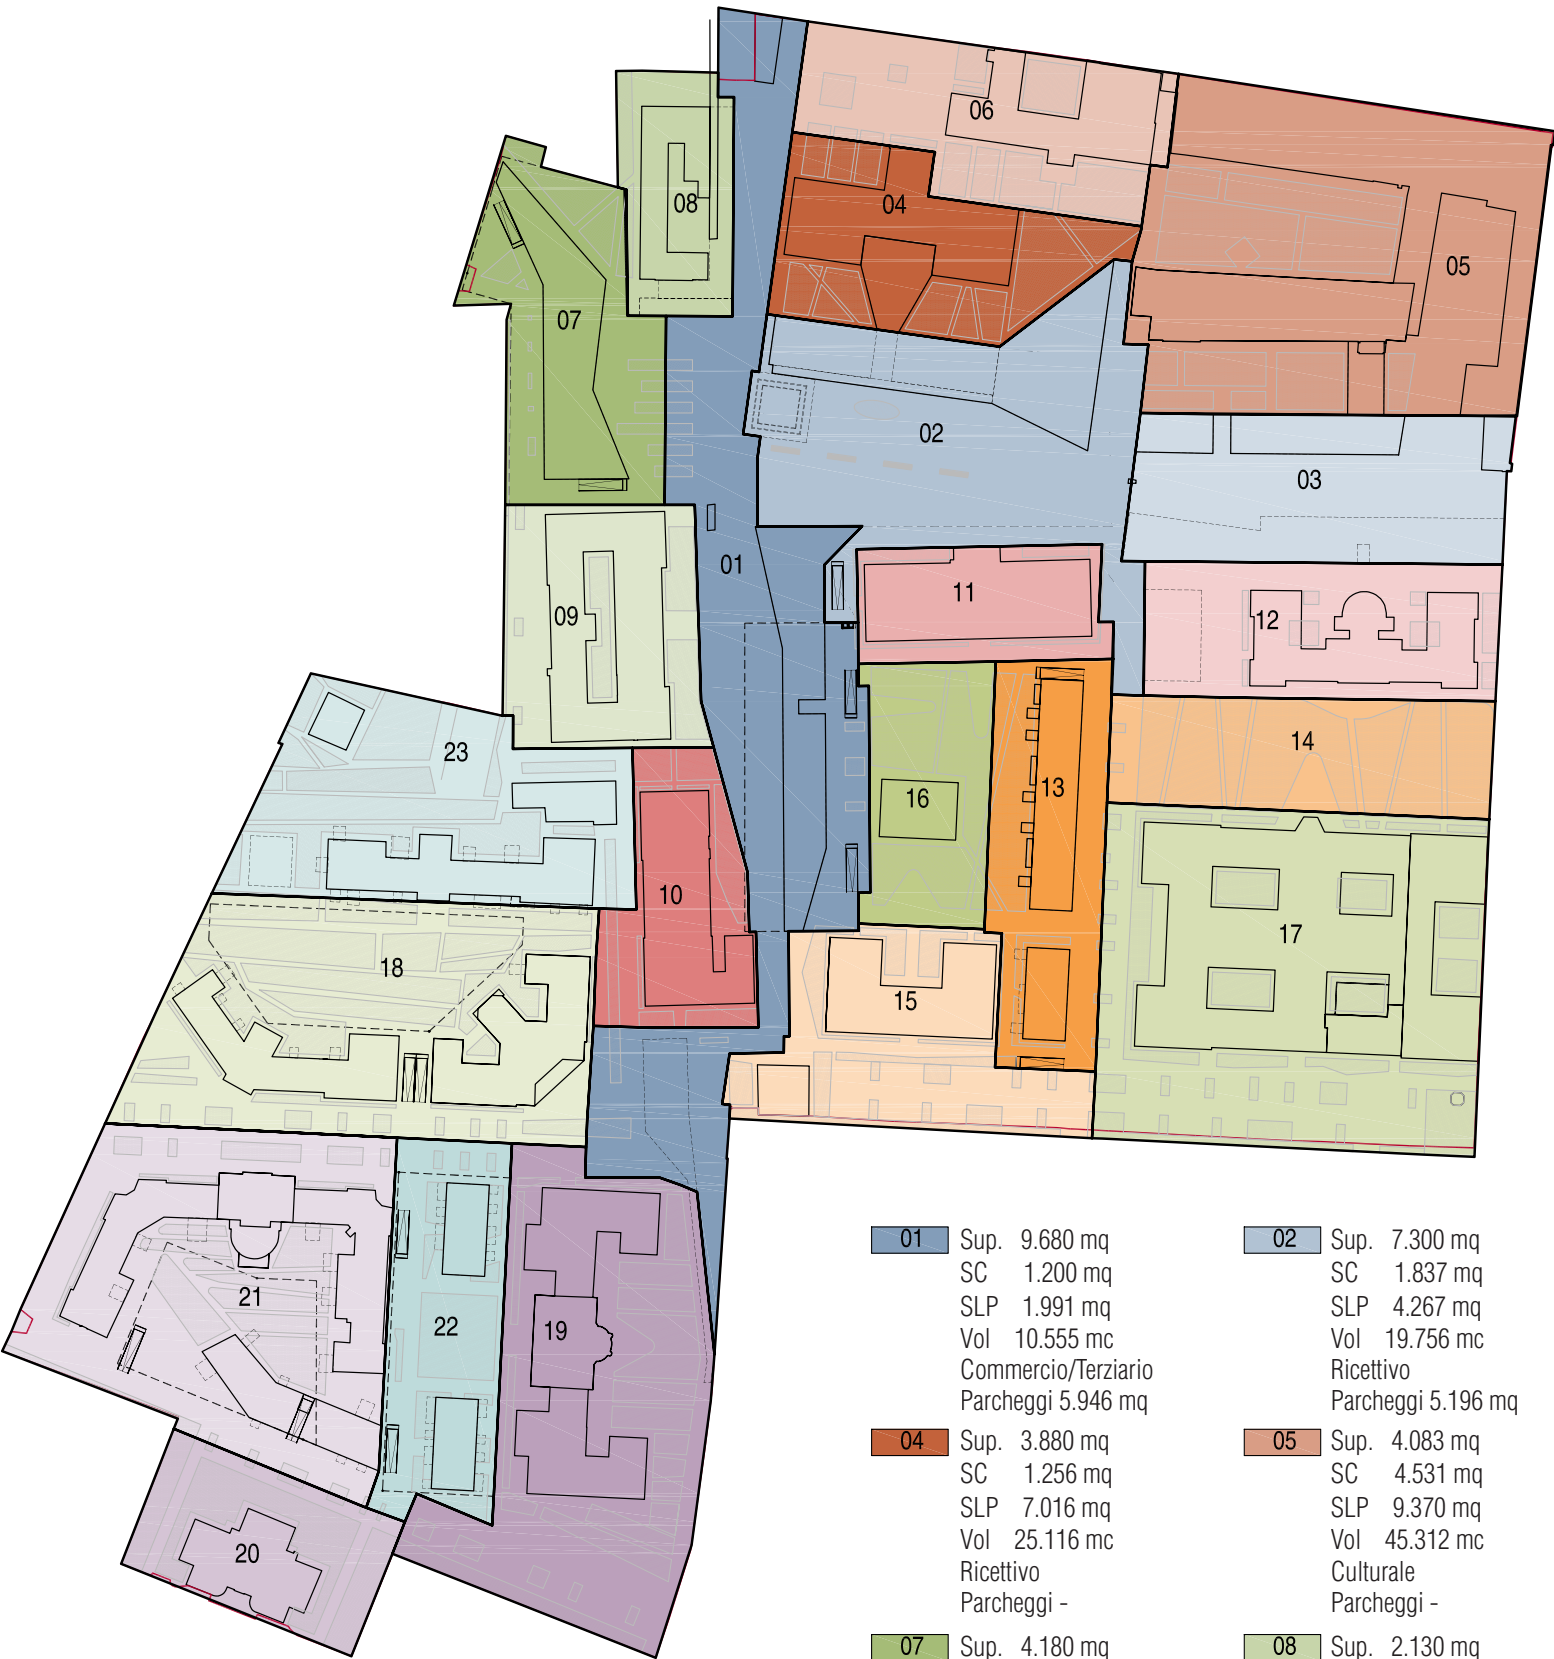 06
08
04
05
07
02
03
01
11
09
12
23
14
16
13
10
17
18
15
21
22
19
20
01 Sup. 9.680 mq
SC 1.200 mq
SLP 1.991 mq
Vol 10.555 mc
Commercio/Terziario
Parcheggi 5.946 mq
02 Sup. 7.300 mq
SC 1.837 mq
SLP 4.267 mq
Vol 19.756 mc
Ricettivo
Parcheggi 5.196 mq
04 Sup. 3.880 mq
SC 1.256 mq
SLP 7.016 mq
Vol 25.116 mc
Ricettivo
Parcheggi -
05 Sup. 4.083 mq
SC 4.531 mq
SLP 9.370 mq
Vol 45.312 mc
Culturale
Parcheggi -
07 Sup. 4.180 mq
08 Sup. 2.130 mq